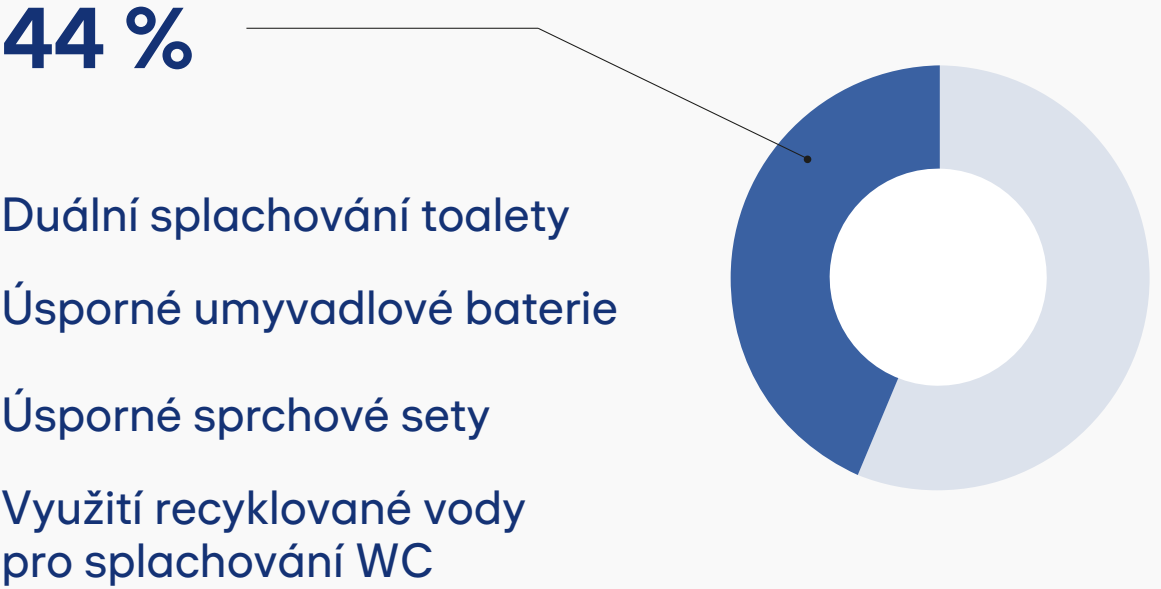 44 %
Duální splachování toalety
Úsporné umyvadlové baterie
Úsporné sprchové sety
Využití recyklované vody
pro splachování WC